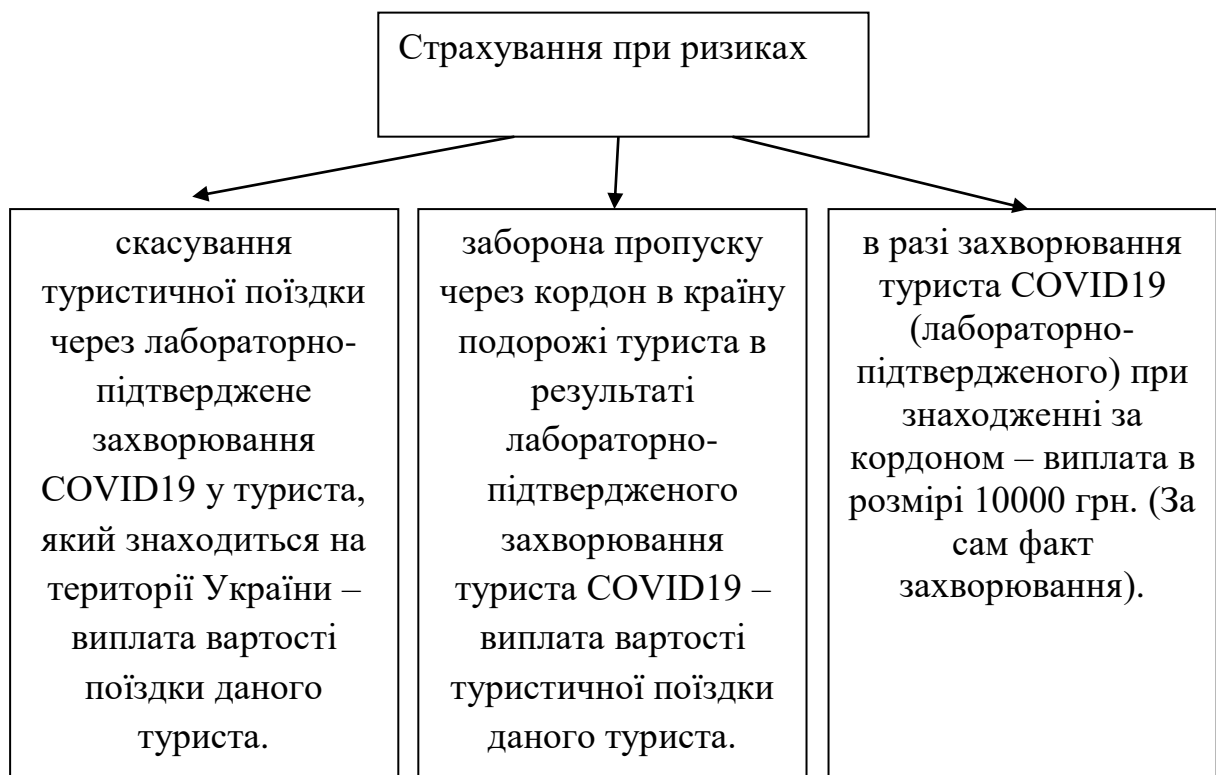 Страхування при ризиках
скасування
туристичної поїздки
через лабораторно-
підтверджене
захворювання
COVID19 у туриста,
який знаходиться на
території України –
виплата вартості
поїздки даного
туриста.
заборона пропуску
через кордон в країну
подорожі туриста в
результаті
лабораторно-
підтвердженого
захворювання
туриста COVID19 –
виплата вартості
туристичної поїздки
даного туриста.
в разі захворювання
туриста COVID19
(лабораторно-
підтвердженого) при
знаходженні за
кордоном – виплата в
розмірі 10000 грн. (За
сам факт
захворювання).